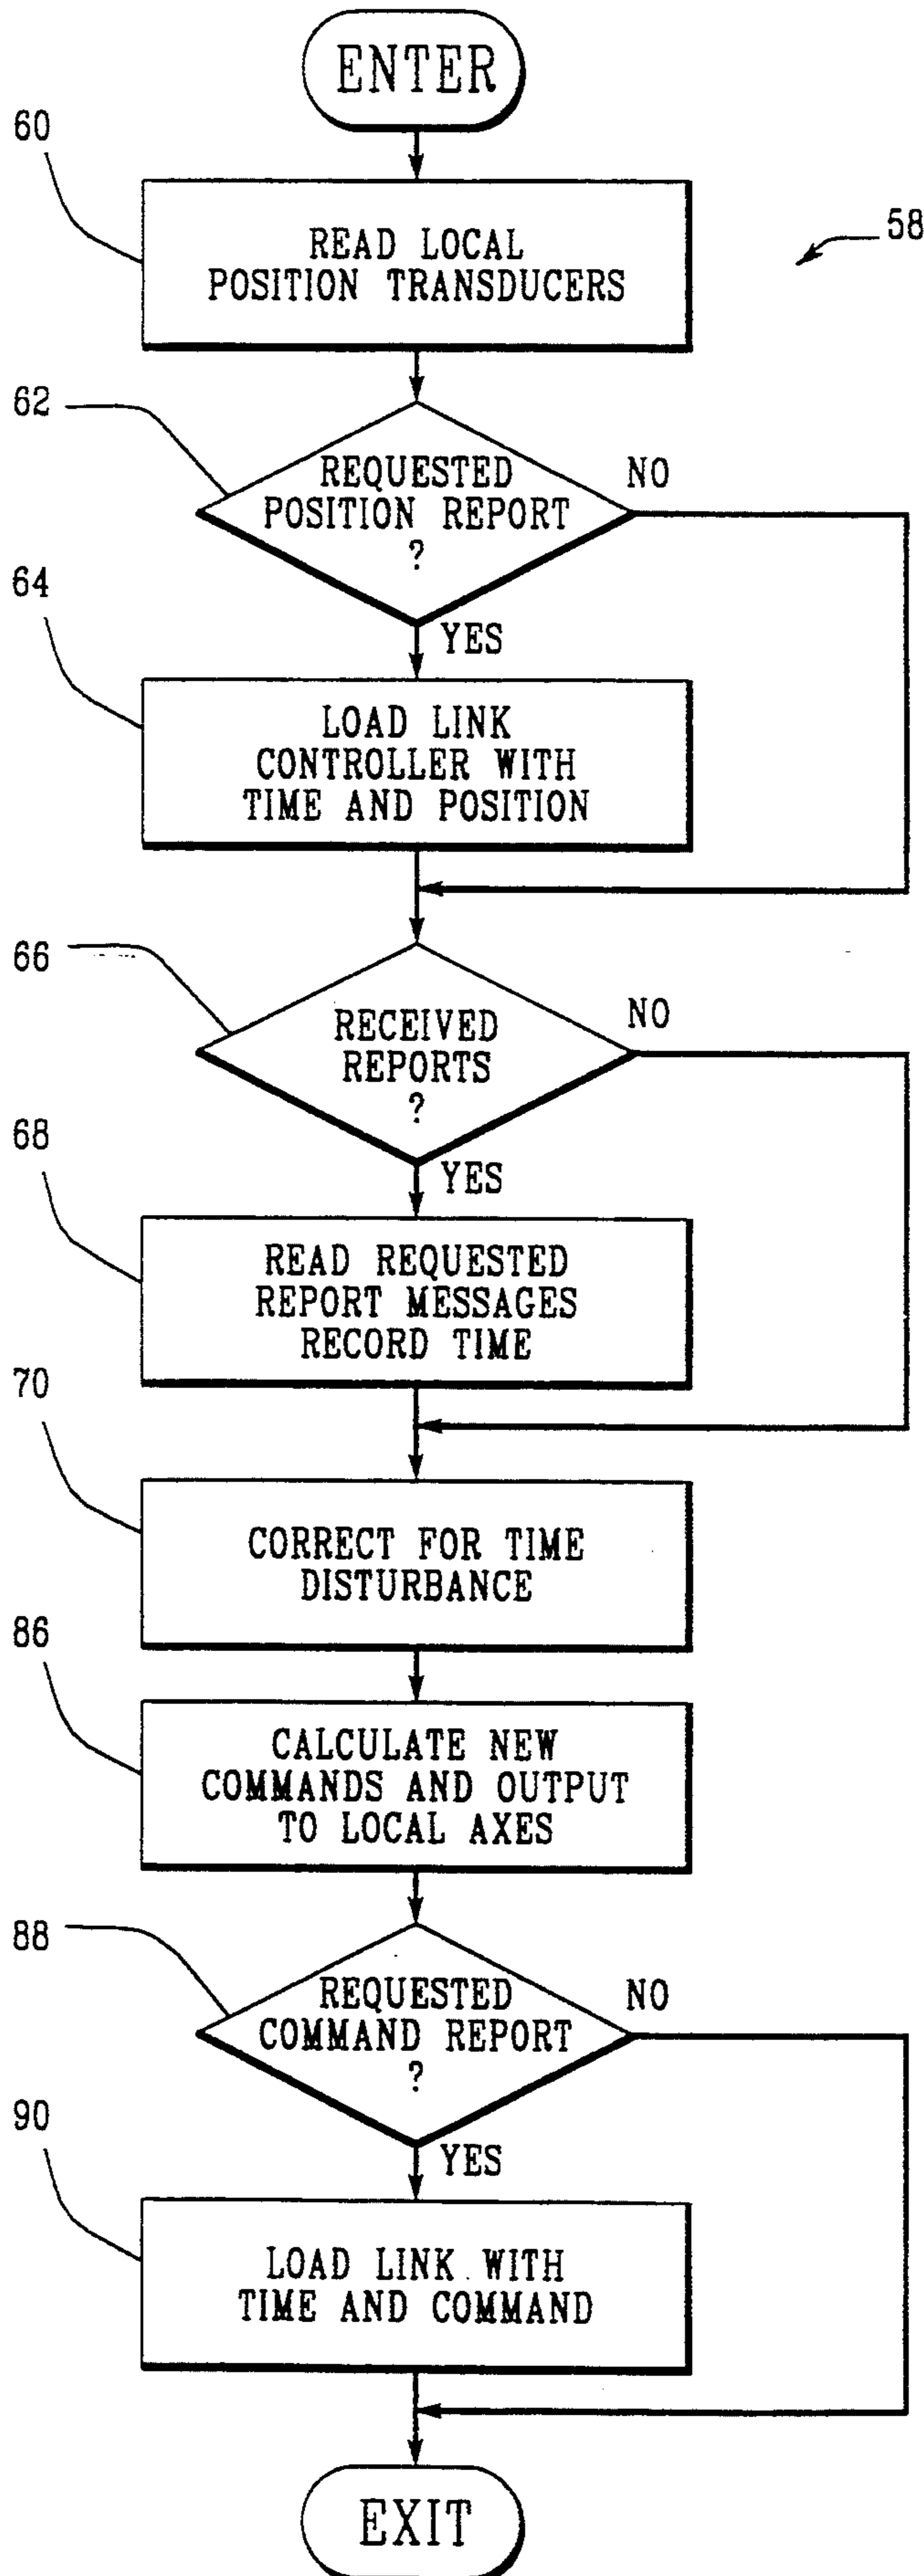 ENTER
60
READ LOCAL
POSITION TRANSDUCERS
58
62
REQUESTED
POSITION REPORT
?
NO
YES
64
LOAD LINK
CONTROLLER WITH
TIME AND POSITION
66
RECEIVED
REPORTS
?
NO
YES
68
READ REQUESTED
REPORT MESSAGES
RECORD TIME
70
CORRECT FOR TIME
DISTURBANCE
86
CALCULATE NEW
COMMANDS AND OUTPUT
TO LOCAL AXES
88
REQUESTED
COMMAND REPORT
?
NO
YES
90
LOAD LINK WITH
TIME AND COMMAND
EXIT